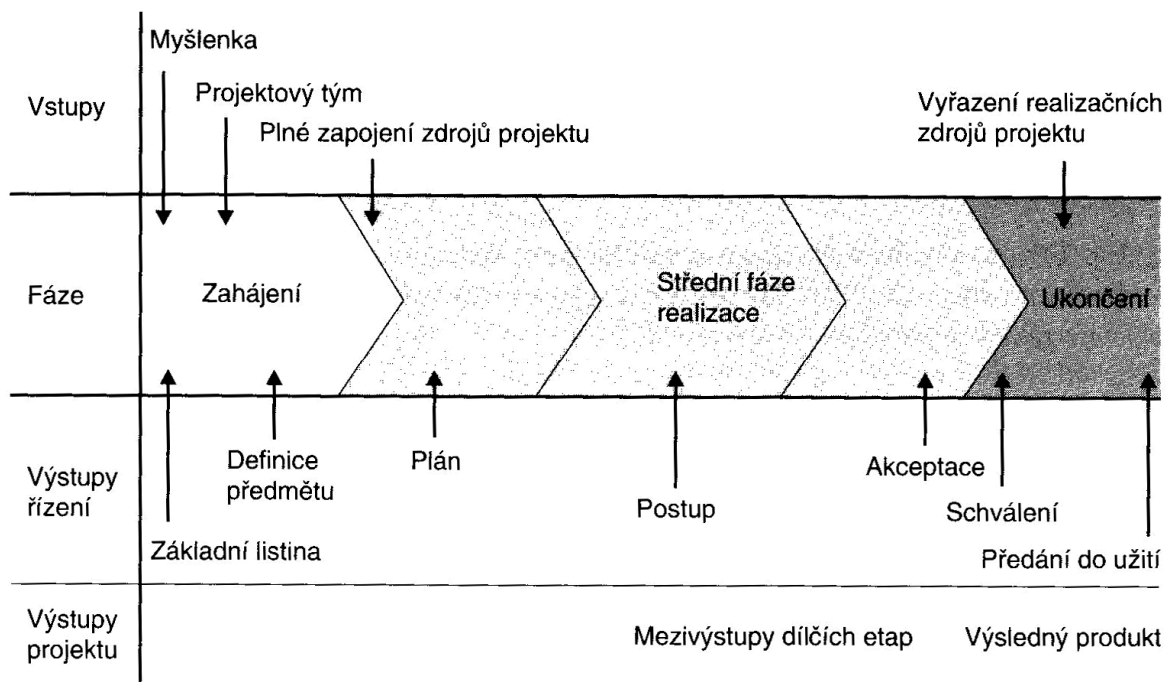 Myšlenka
Vstupy
Projektový tým
Plné zapojení zdrojů projektu
Vyřazení realizačních
zdrojů projektu
Fáze
Zahájení
Střední fáze
realizace
Ukončení
Výstupy
řízení
Definice
předmětu
Plán
Akceptace
Postup
Schválení
Základní listina
Předání do užití
Výstupy
projektu
Mezivýstupy dílčích etap
Výsledný produkt